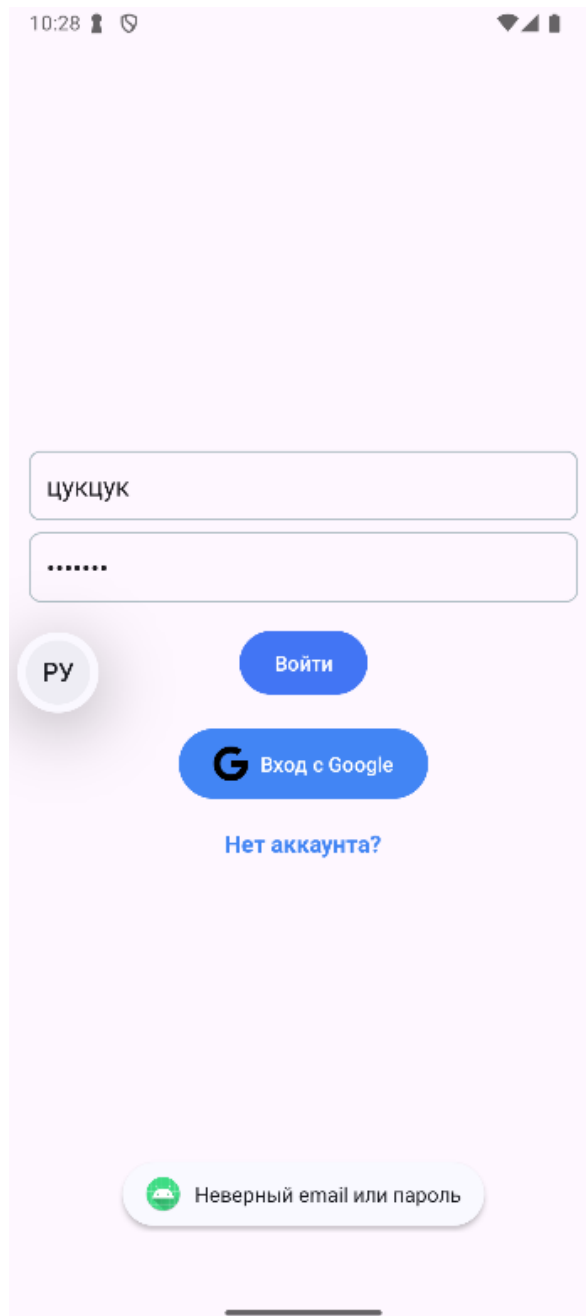 10:28
цукцук
•••••••
Войти
РУ
G Вход с Google
Нет аккаунта?
Неверный email или пароль